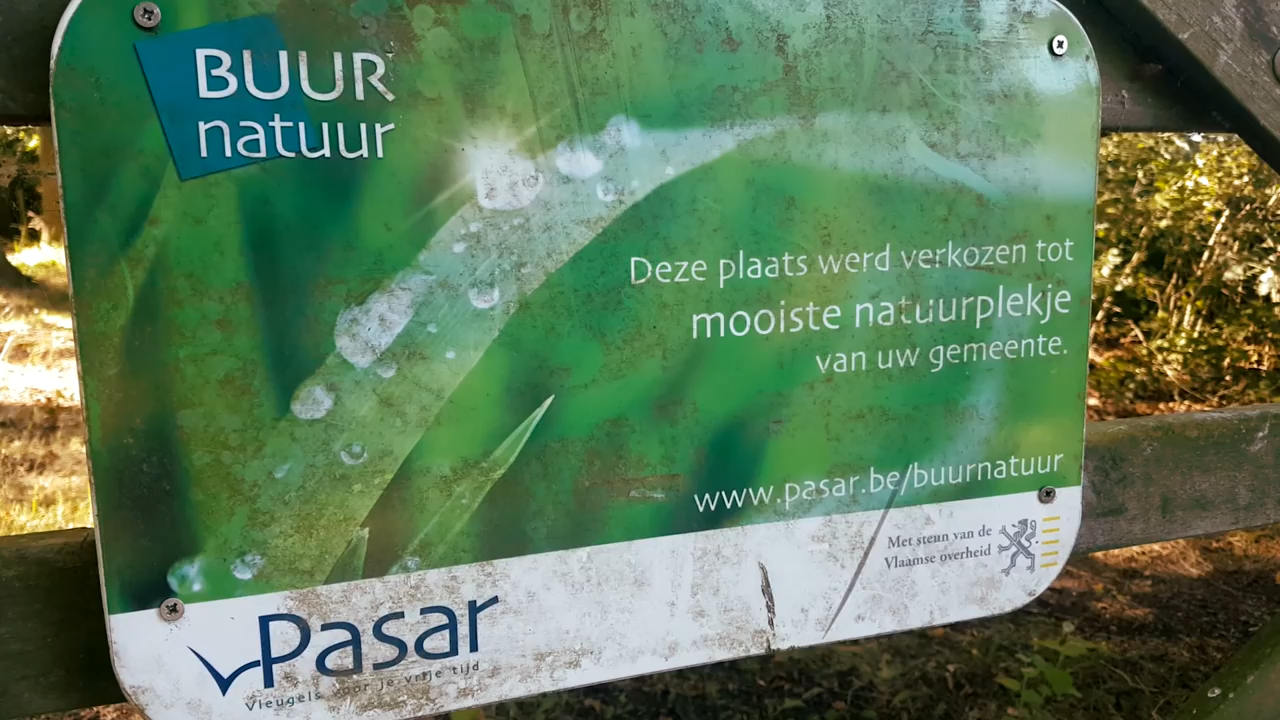 BUUR
natuur
Deze plaats werd verkozen tot
mooiste natuurplekje
van uw gemeente.
www.pasar.be/buurnatuur
Met steun van de
Vlaamse overheid
Pasar
Vleugels voor je vrije tijd